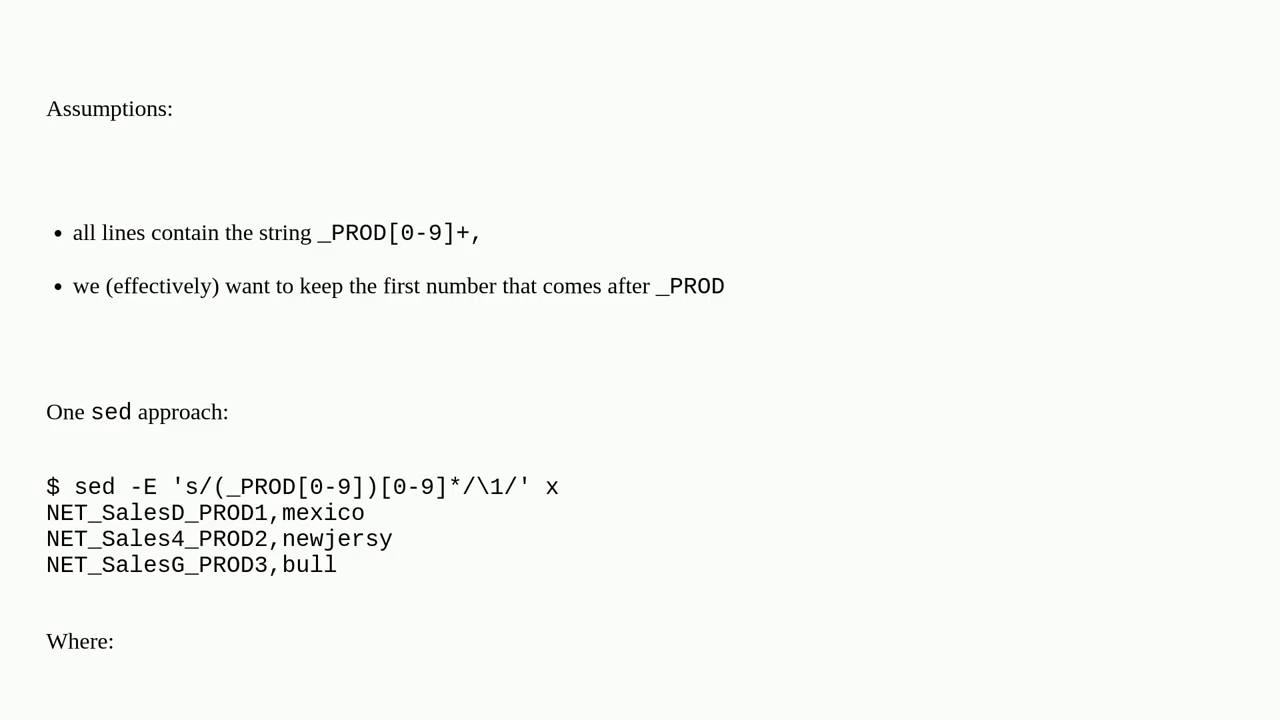 Assumptions:
• all lines contain the string _PROD[0-9]+,
• we (effectively) want to keep the first number that comes after _PROD
One sed approach:
$ sed -E 's/(_PROD[0-9])[0-9]*/\1/' x
NET_SalesD_PROD1,mexico
NET_Sales4_PROD2,newjersy
NET_SalesG_PROD3,bull
Where: